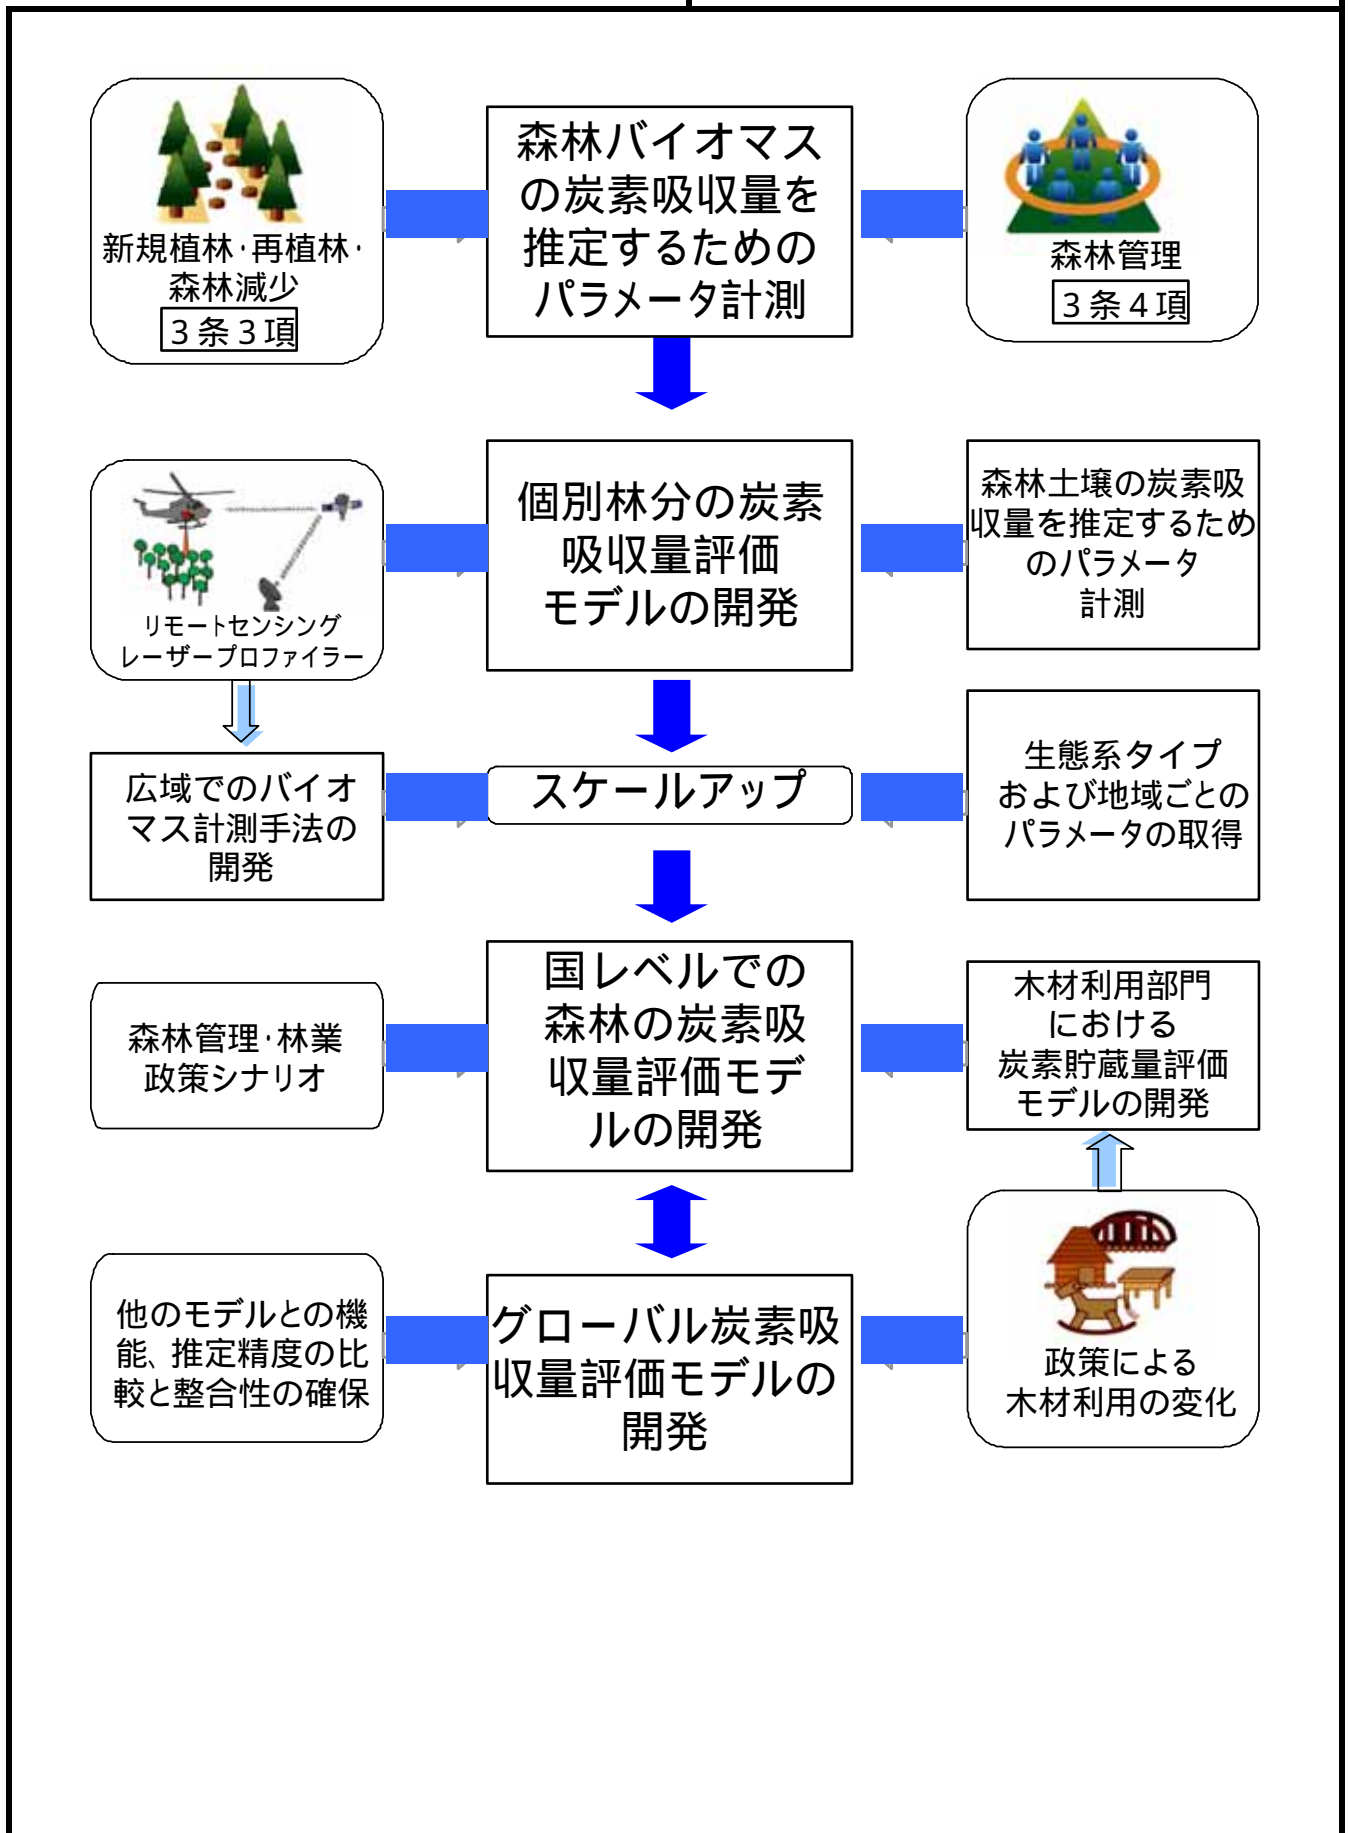 新規植林・再植林・
森林減少
3条3項
森林バイオマス
の炭素吸収量を
推定するための
パラメータ計測
森林管理
3条4項
リモートセンシング
レーザープロファイラー
個別林分の炭素
吸収量評価
モデルの開発
森林土壌の炭素吸
収量を推定するため
のパラメータ
計測
広域でのバイオ
マス計測手法の
開発
スケールアップ
生態系タイプ
および地域ごとの
パラメータの取得
森林管理・林業
政策シナリオ
国レベルでの
森林の炭素吸
収量評価モデ
ルの開発
木材利用部門
における
炭素貯蔵量評価
モデルの開発
他のモデルとの機
能、推定精度の比
較と整合性の確保
グローバル炭素吸
収量評価モデルの
開発
政策による
木材利用の変化